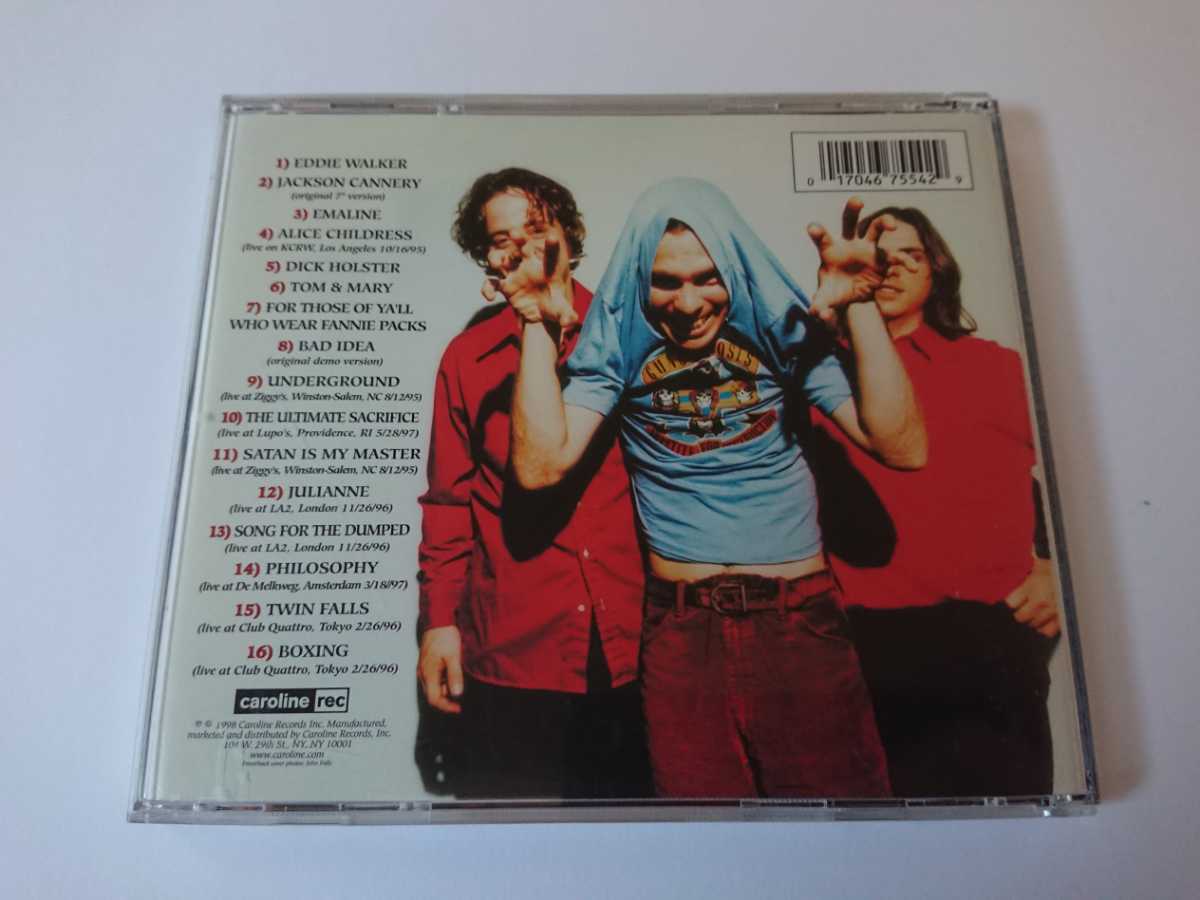 1) EDDIE WALKER
2) JACKSON CANNERY
(original 7" version)
3) EMALINE
4) ALICE CHILDRESS
(live on KCRW, Los Angeles 10/16/95)
5) DICK HOLSTER
6) TOM & MARY
7) FOR THOSE OF YA'LL
WHO WEAR FANNIE PACKS
8) BAD IDEA
(original demo version)
9) UNDERGROUND
(live at Ziggy's, Winston-Salem, NC 8/12/95)
10) THE ULTIMATE SACRIFICE
(live at Lupo's, Providence, RI 5/28/97)
11) SATAN IS MY MASTER
(live at Ziggy's, Winston-Salem, NC 8/12/95)
12) JULIANNE
(live at LA2, London 11/26/96)
13) SONG FOR THE DUMPED
(live at LA2, London 11/26/96)
14) PHILOSOPHY
(live at De Melkweg, Amsterdam 3/18/97)
15) TWIN FALLS
(live at Club Quattro, Tokyo 2/26/96)
16) BOXING
(live at Club Quattro, Tokyo 2/26/96)
caroline rec
℗ © 1998 Caroline Records Inc. Manufactured,
marketed and distributed by Caroline Records, Inc.
104 W. 29th St., NY, NY 10001
www.caroline.com
cover photos: John Falls
0 17046 75542 9
GUN OSES
FOR